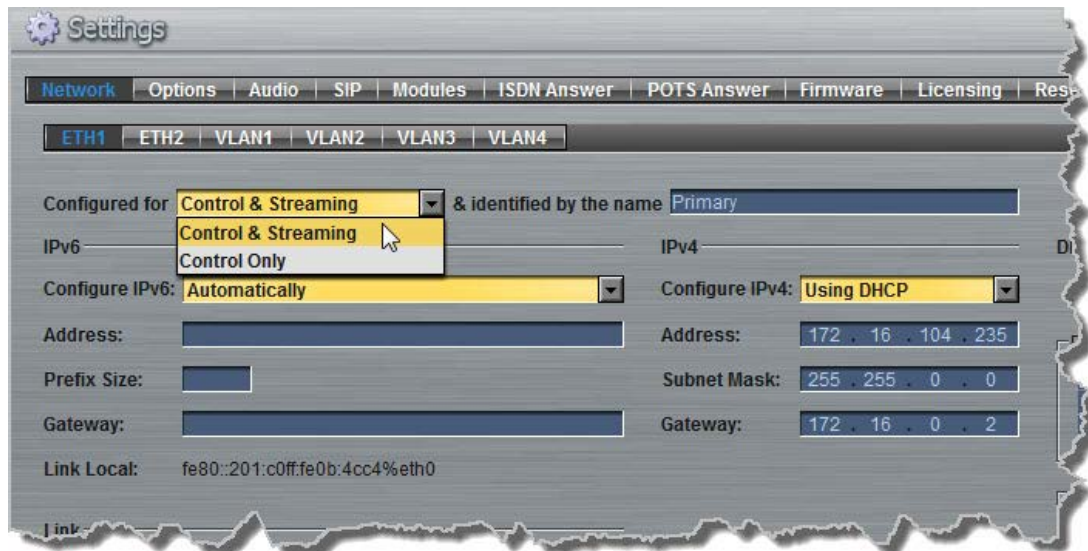 Settings
Network Options Audio SIP Modules ISDN Answer POTS Answer Firmware Licensing
ETH1 ETH2 VLAN1 VLAN2 VLAN3 VLAN4
Configured for Control & Streaming & identified by the name Primary
Control & Streaming
Control Only
IPv6 IPv4
Configure IPv6: Automatically Configure IPv4: Using DHCP
Address: Address: 172 . 16 . 104 . 235
Prefix Size: Subnet Mask: 255 . 255 . 0 . 0
Gateway: Gateway: 172 . 16 . 0 . 2
Link Local: fe80::201:c0ff:fe0b:4cc4%eth0
Link